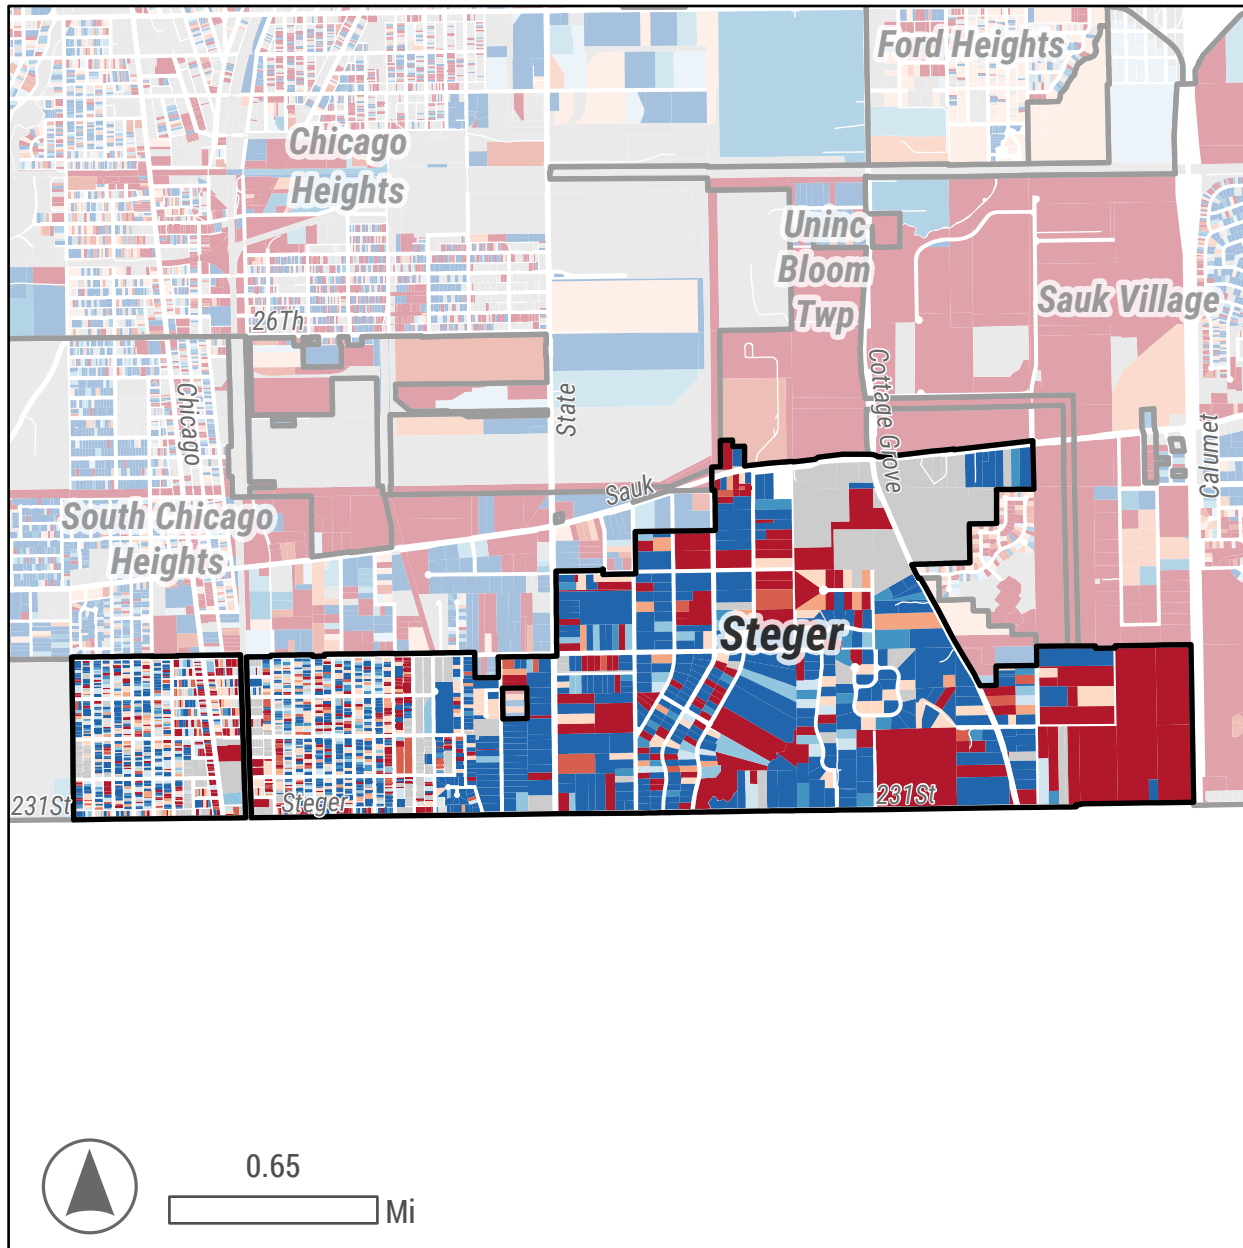 Ford Heights
Chicago
Heights
Uninc
Bloom
Twp
Sauk Village
26Th
Chicago
State
Cottage Grove
Calumet
Sauk
South Chicago
Heights
Steger
231St
Steger
231St
0.65
Mi